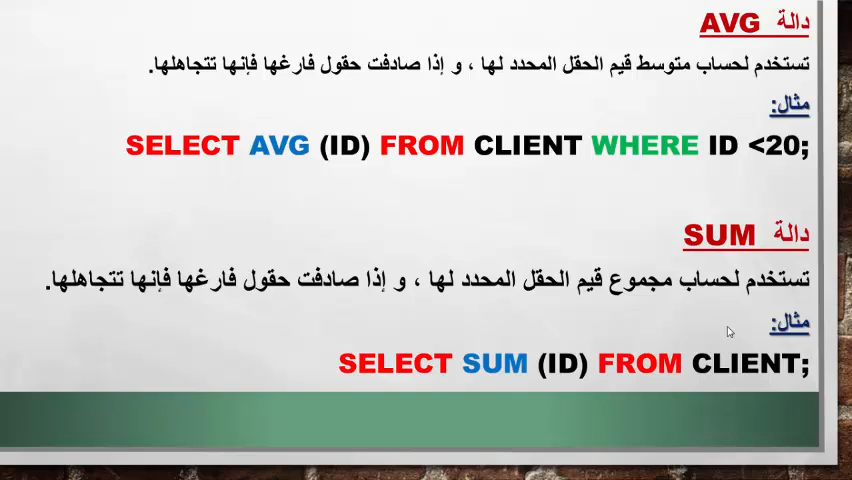 دالة AVG
تستخدم لحساب متوسط قيم الحقل المحدد لها ، و إذا صادفت حقول فارغها فإنها تتجاهلها.
مثال:
SELECT AVG (ID) FROM CLIENT WHERE ID <20;
دالة SUM
تستخدم لحساب مجموع قيم الحقل المحدد لها ، و إذا صادفت حقول فارغها فإنها تتجاهلها.
مثال:
SELECT SUM (ID) FROM CLIENT;